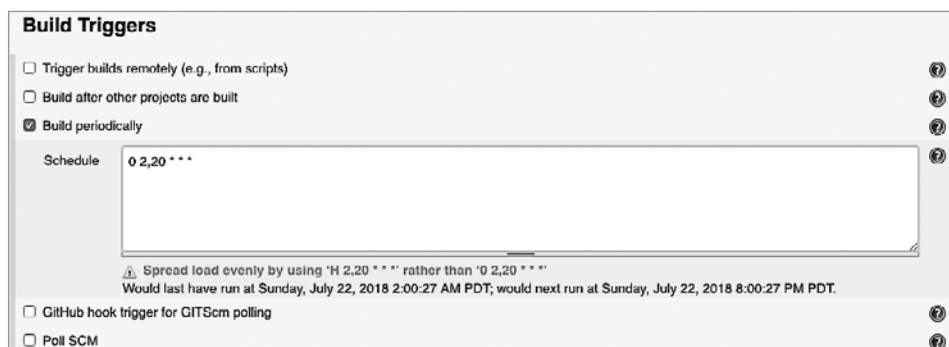 Build Triggers
Trigger builds remotely (e.g., from scripts)
Build after other projects are built
Build periodically
Schedule 0 2,20 * * *
Spread load evenly by using 'H 2,20 * * *' rather than '0 2,20 * * *'
Would last have run at Sunday, July 22, 2018 2:00:27 AM PDT; would next run at Sunday, July 22, 2018 8:00:27 PM PDT.
GitHub hook trigger for GITScm polling
Poll SCM